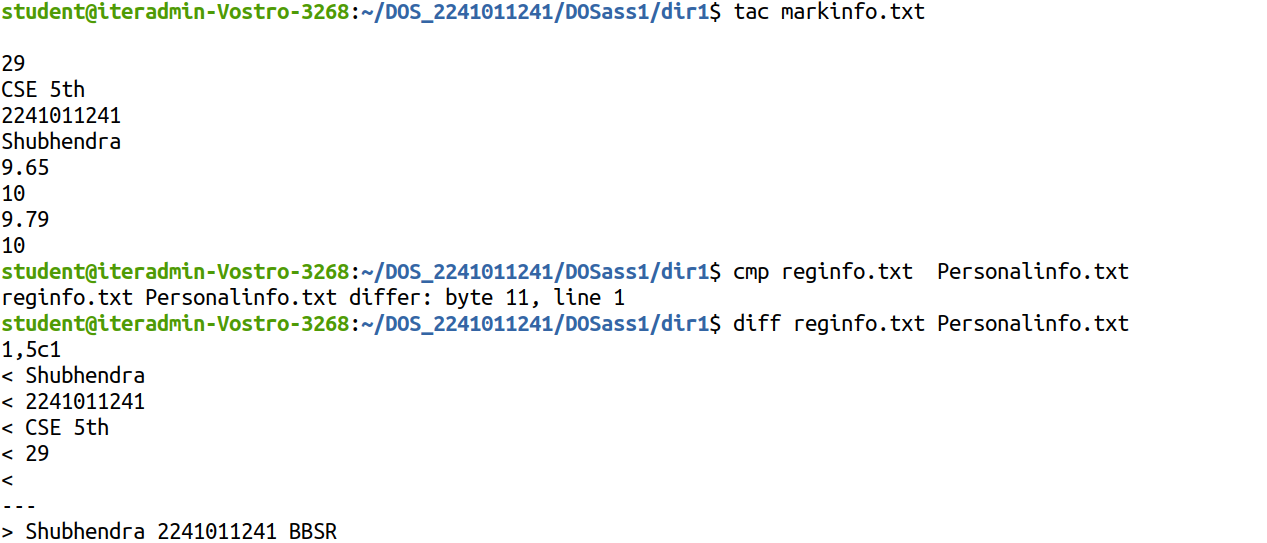 student@iteradmin-Vostro-3268:~/DOS_2241011241/DOSass1/dir1$ tac markinfo.txt

29
CSE 5th
2241011241
Shubhendra
9.65
10
9.79
10
student@iteradmin-Vostro-3268:~/DOS_2241011241/DOSass1/dir1$ cmp reginfo.txt  Personalinfo.txt
reginfo.txt Personalinfo.txt differ: byte 11, line 1
student@iteradmin-Vostro-3268:~/DOS_2241011241/DOSass1/dir1$ diff reginfo.txt Personalinfo.txt
1,5c1
< Shubhendra
< 2241011241
< CSE 5th
< 29
<
---
> Shubhendra 2241011241 BBSR